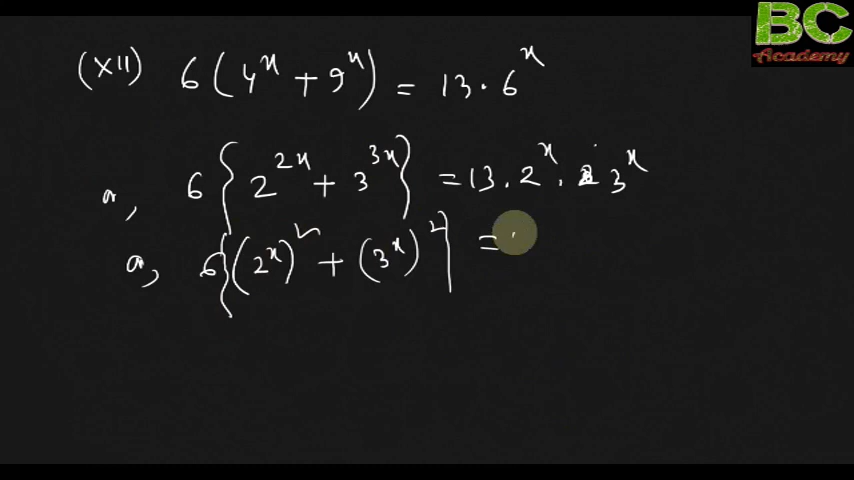 BC
Academy
(XII) 6(4^x + 9^x) = 13 · 6^x
or, 6{2^2x + 3^3x} = 13 . 2^x . 3^x
or, 6{(2^x)^2 + (3^x)^2} =